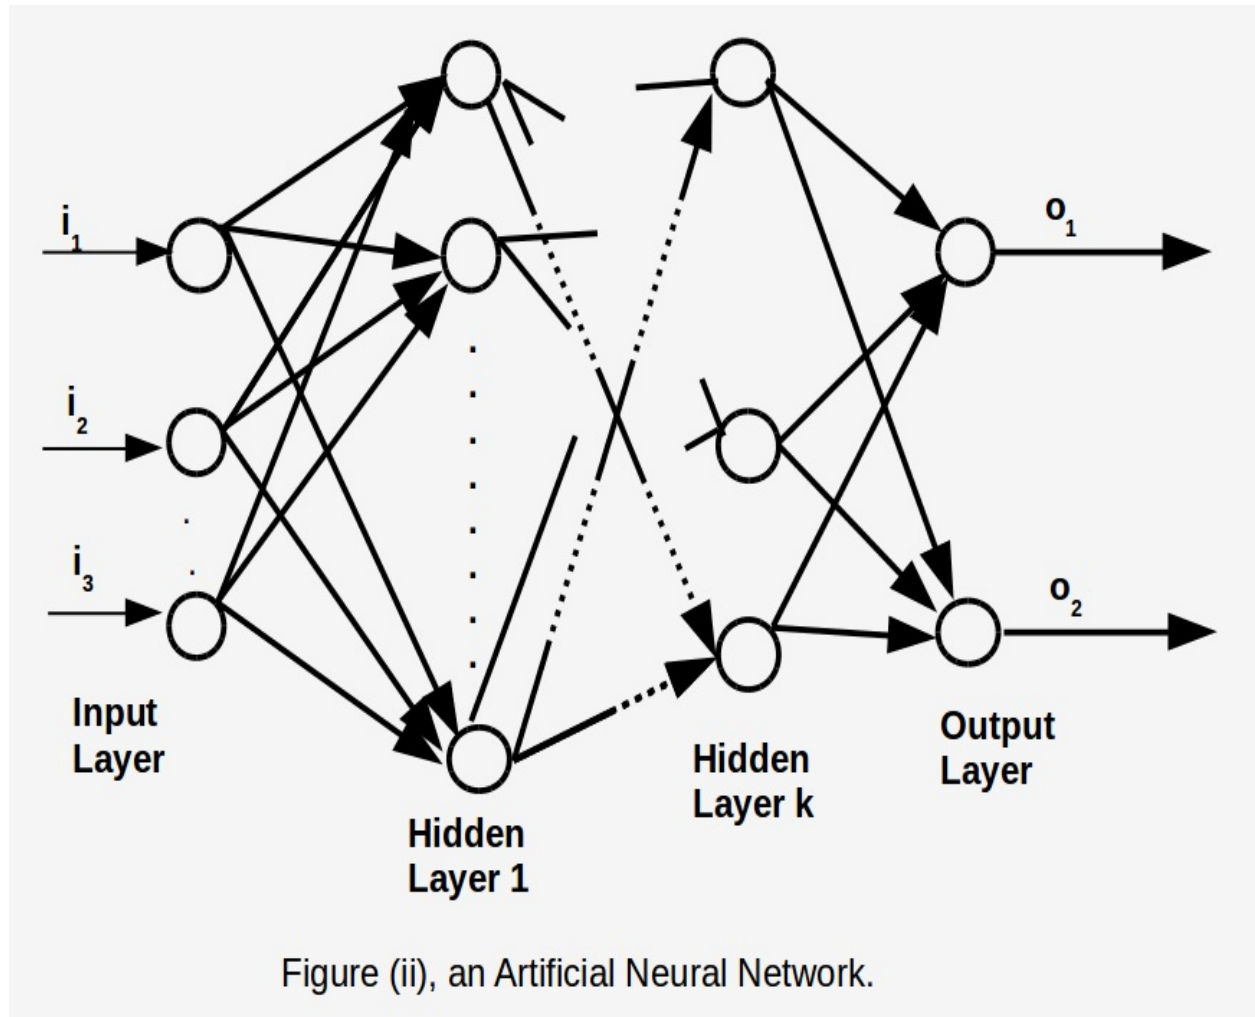 i1
o1
i2
i3
o2
Input
Layer
Hidden
Layer 1
Hidden
Layer k
Output
Layer
Figure (ii), an Artificial Neural Network.